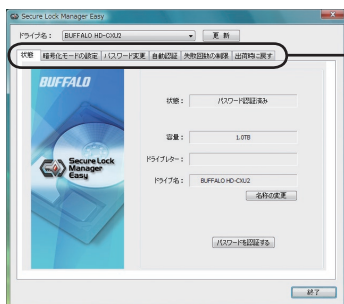 Secure Lock Manager Easy
ドライブ名： BUFFALO HD-CXU2 更 新
状態 暗号化モードの設定 パスワード変更 自動認証 失敗回数の制限 出荷時に戻す
BUFFALO
状態： パスワード認証済み
容量： 1.0TB
Secure Lock
Manager
Easy
ドライブレター：
ドライブ名： BUFFALO HD-CXU2
名称の変更
パスワードを認証する
終了